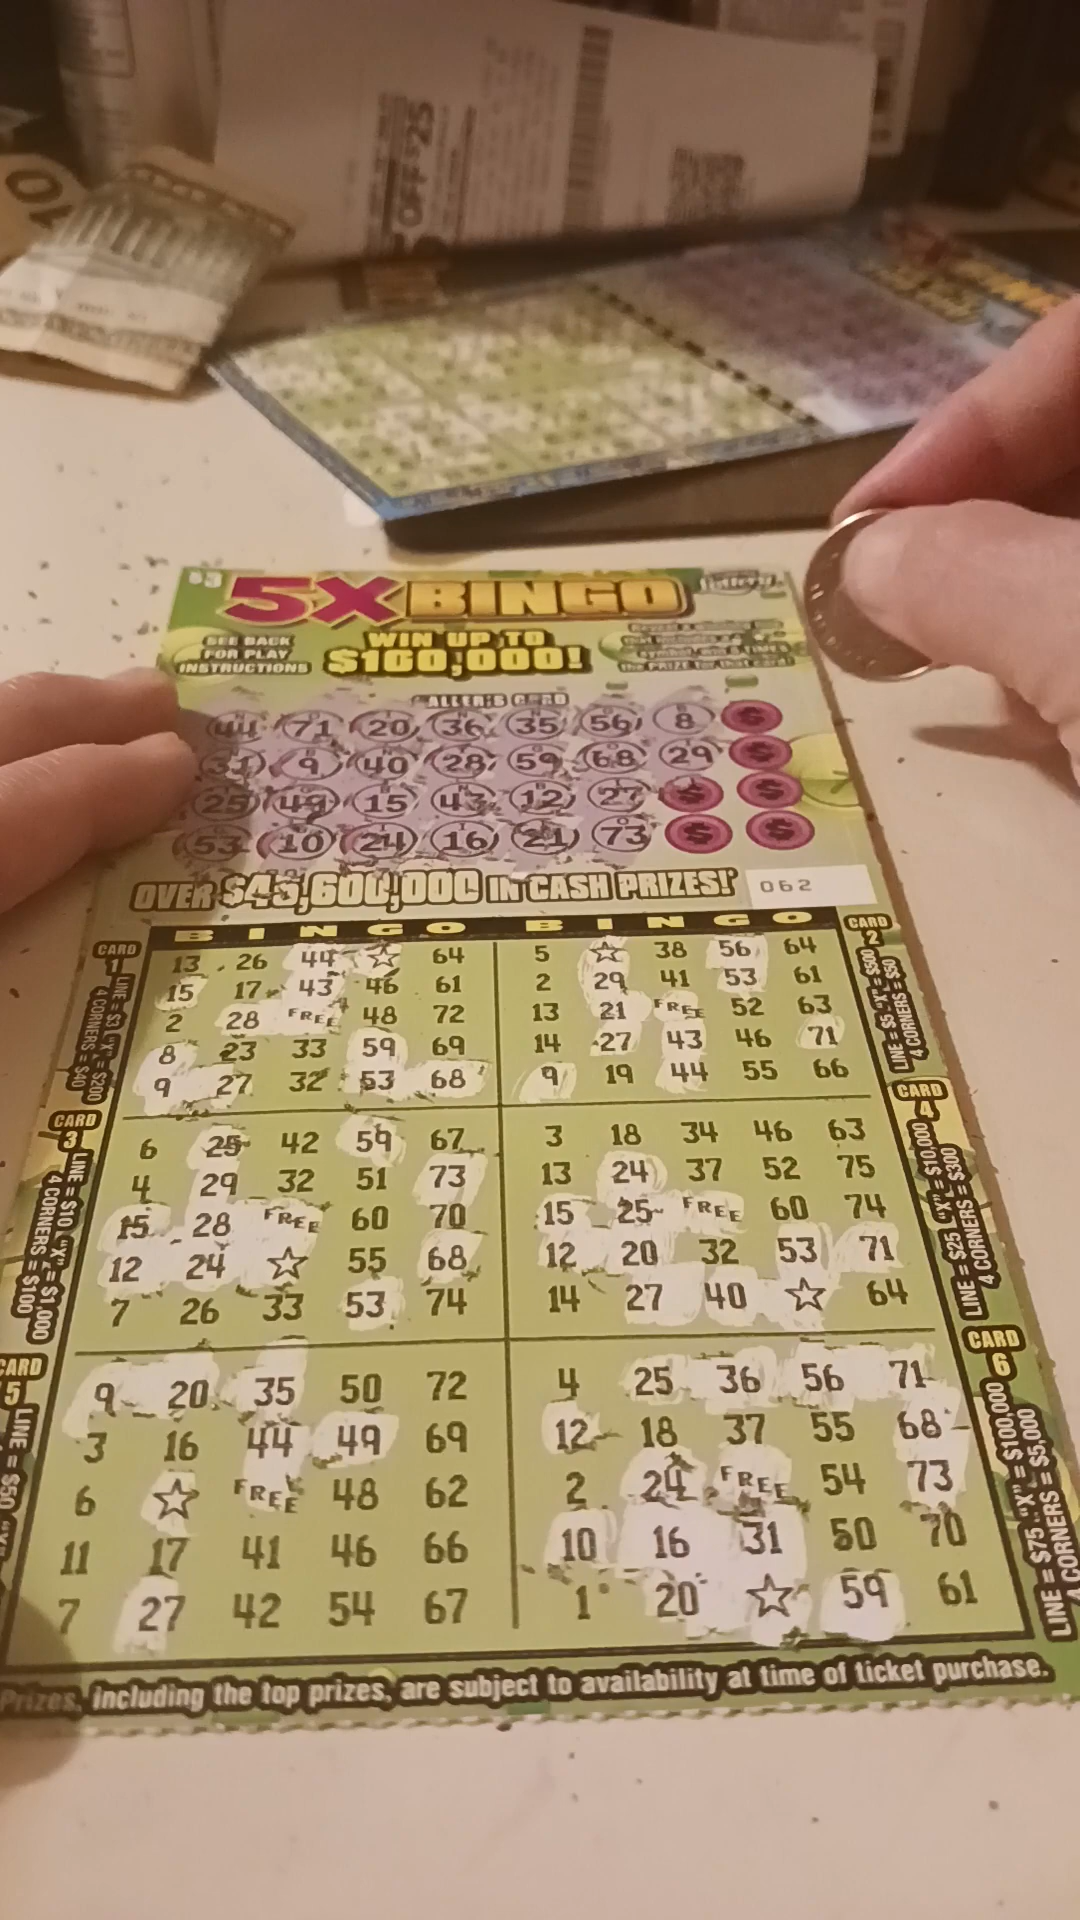 OFF $25
10
$3
5X BINGO
SEE BACK
FOR PLAY
INSTRUCTIONS
WIN UP TO
$100,000!
CALLER'S CARD
44 71 20 36 35 56 8 $
31 9 40 28 59 68 29 $
25 49 15 43 12 27 $ $
53 10 24 16 21 73 $ $
OVER $43,600,000 IN CASH PRIZES!
062
B I N G O B I N G O
CARD 1
LINE = $3 "X" = $200
4 CORNERS = $40
13 26 44 ☆ 64
15 17 43 46 61
2 28 FREE 48 72
8 23 33 59 69
9 27 32 53 68
CARD 2
LINE = $5 "X" = $500
4 CORNERS = $50
5 ☆ 38 56 64
2 29 41 53 61
13 21 FREE 52 63
14 27 43 46 71
9 19 44 55 66
CARD 3
LINE = $10 "X" = $1,000
4 CORNERS = $100
6 25 42 59 67
4 29 32 51 73
15 28 FREE 60 70
12 24 ☆ 55 68
7 26 33 53 74
CARD 4
LINE = $25 "X" = $10,000
4 CORNERS = $300
3 18 34 46 63
13 24 37 52 75
15 25 FREE 60 74
12 20 32 53 71
14 27 40 ☆ 64
CARD 5
LINE = $50 "X"
9 20 35 50 72
3 16 44 49 69
6 ☆ FREE 48 62
11 17 41 46 66
7 27 42 54 67
CARD 6
LINE = $75 "X" = $100,000
4 CORNERS = $5,000
4 25 36 56 71
12 18 37 55 68
2 24 FREE 54 73
10 16 31 50 70
1 20 ☆ 59 61
Prizes, including the top prizes, are subject to availability at time of ticket purchase.